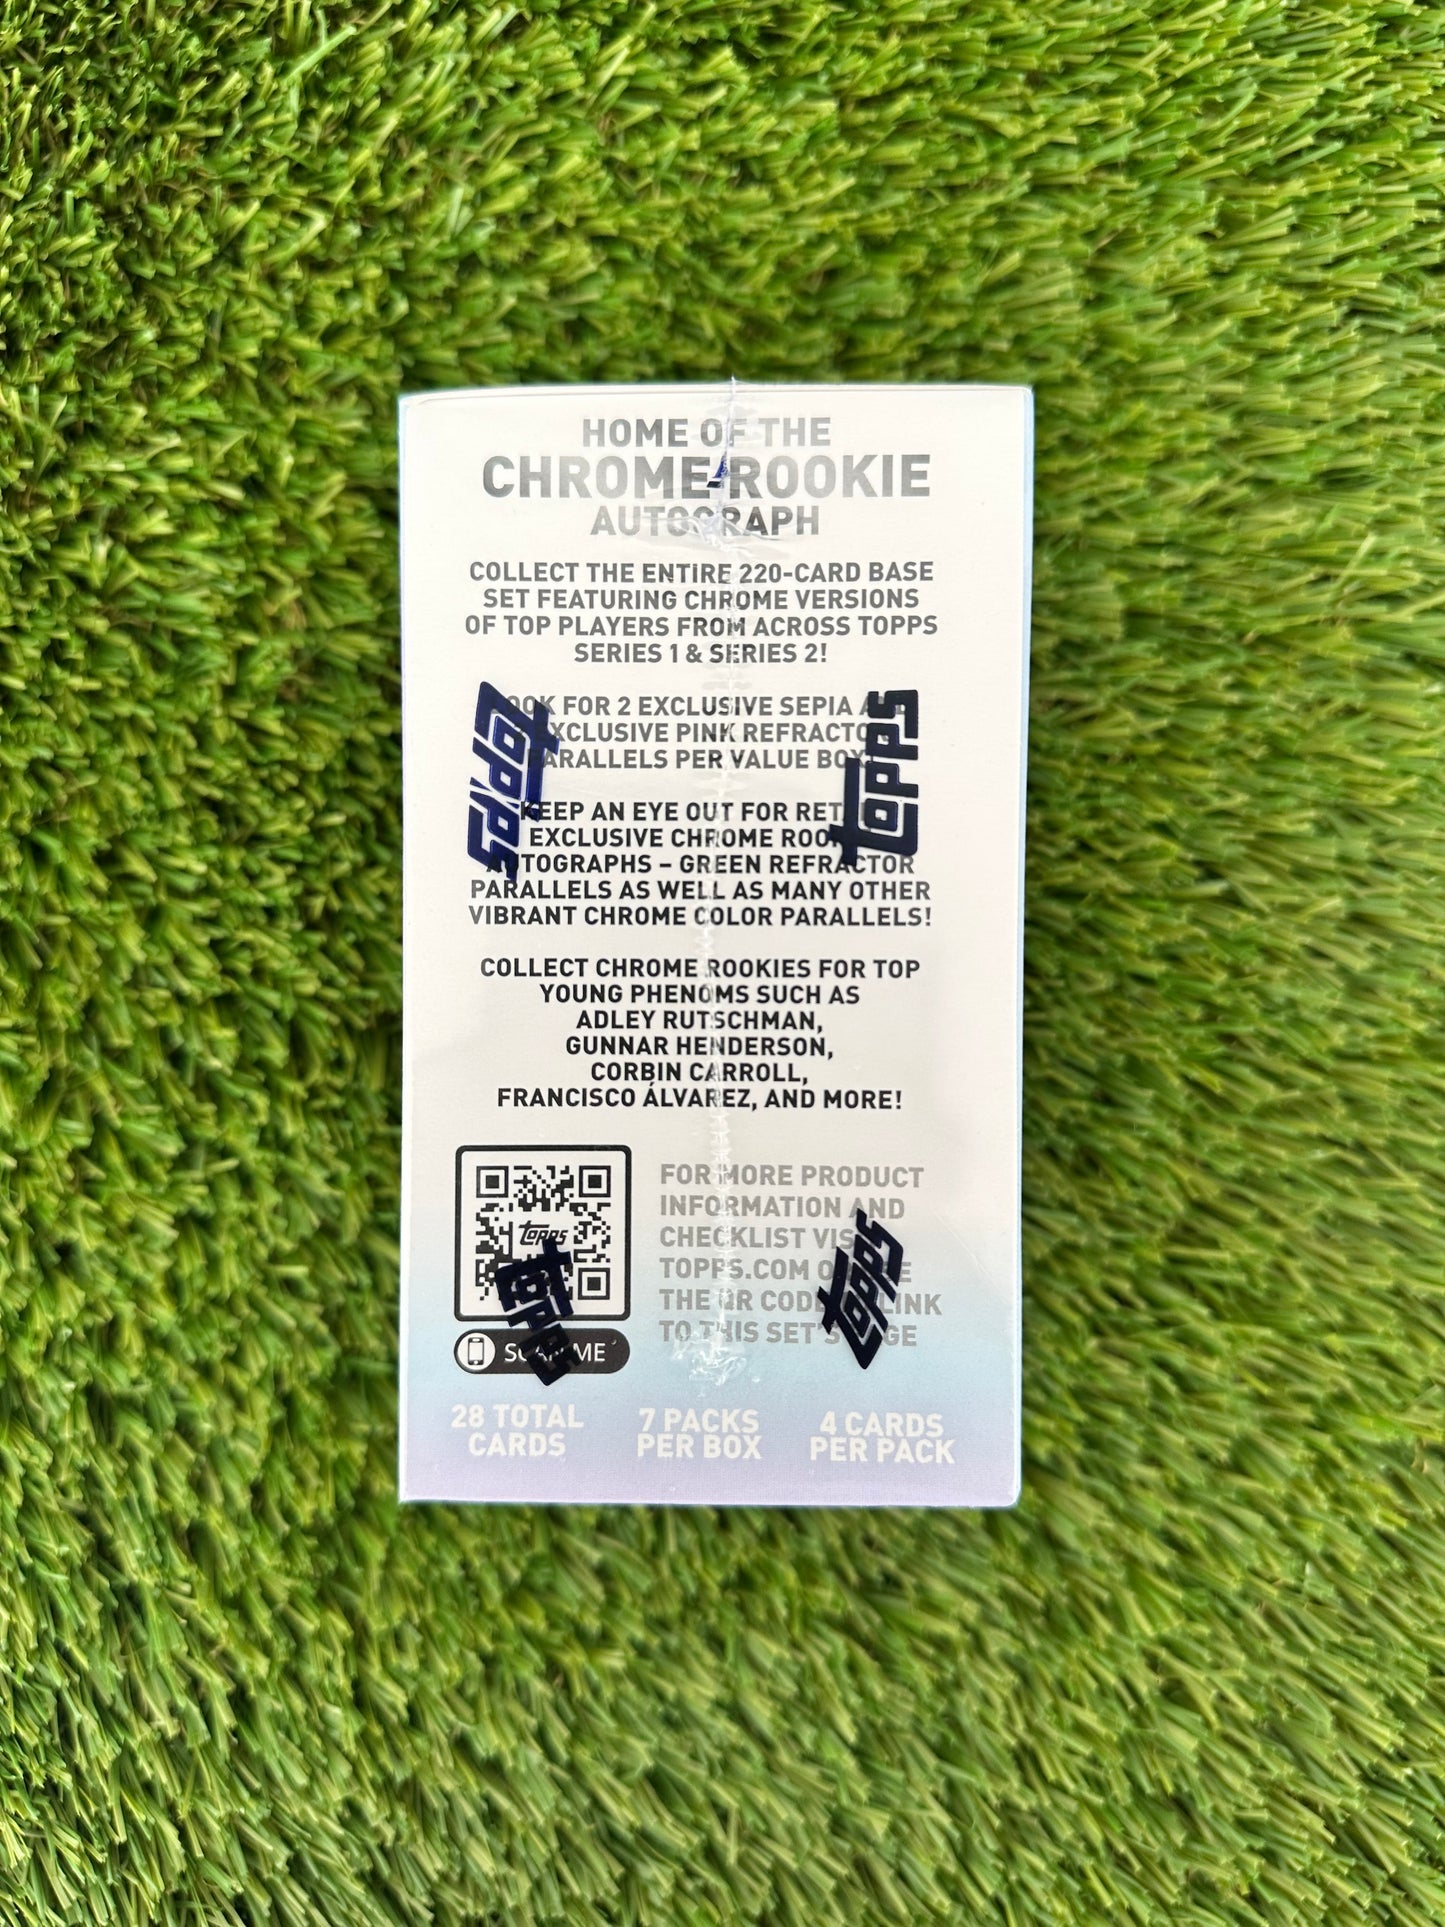 HOME OF THE
CHROME ROOKIE
AUTOGRAPH
COLLECT THE ENTIRE 220-CARD BASE
SET FEATURING CHROME VERSIONS
OF TOP PLAYERS FROM ACROSS TOPPS
SERIES 1 & SERIES 2!
FOR 2 EXCLUSIVE SEPIA
EXCLUSIVE PINK REFRACTOR
PARALLELS PER VALUE BOX
KEEP AN EYE OUT FOR
EXCLUSIVE CHROME
AUTOGRAPHS – GREEN REFRACTOR
PARALLELS AS WELL AS MANY OTHER
VIBRANT CHROME COLOR PARALLELS!
COLLECT CHROME ROOKIES FOR TOP
YOUNG PHENOMS SUCH AS
ADLEY RUTSCHMAN,
GUNNAR HENDERSON,
CORBIN CARROLL,
FRANCISCO ÁLVAREZ, AND MORE!
topps
topps
topps
FOR MORE PRODUCT
INFORMATION AND
CHECKLIST VISIT
TOPPS.COM
THE QR CODE LINK
TO THIS SET'S PAGE
topps
topps
SCAN ME
28 TOTAL
CARDS
7 PACKS
PER BOX
4 CARDS
PER PACK